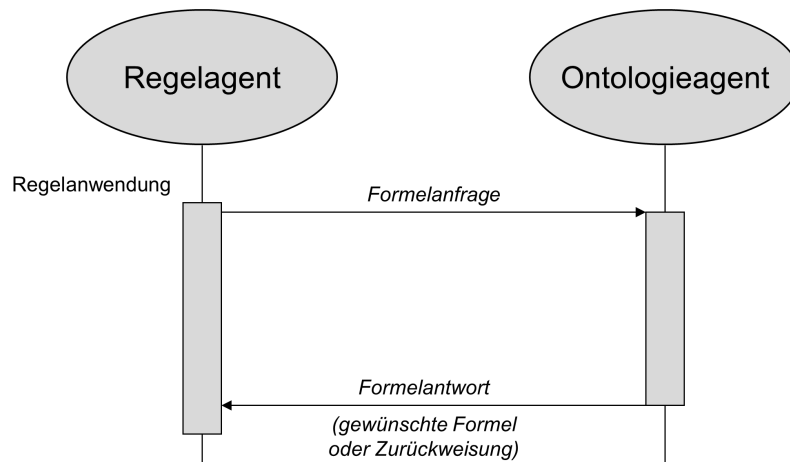 Regelagent
Ontologieagent
Regelanwendung
Formelanfrage
Formelantwort
(gewünschte Formel
oder Zurückweisung)